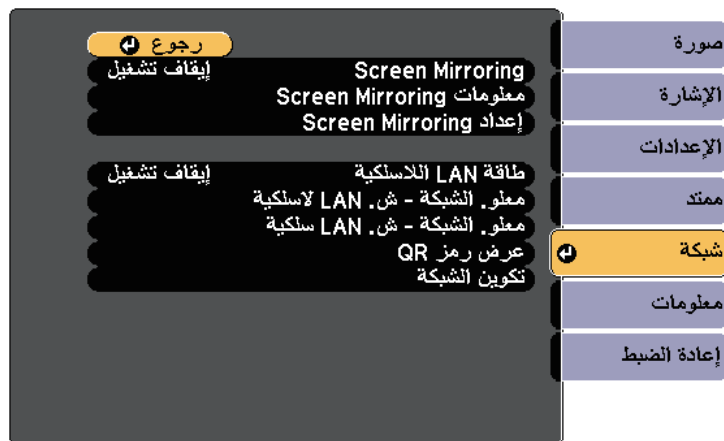 صورة
الإشارة
الإعدادات
ممتد
شبكة
معلومات
إعادة الضبط
رجوع
Screen Mirroring إيقاف تشغيل
معلومات Screen Mirroring
إعداد Screen Mirroring
طاقة LAN اللاسلكية إيقاف تشغيل
معلو. الشبكة - ش. LAN لاسلكية
معلو. الشبكة - ش. LAN سلكية
عرض رمز QR
تكوين الشبكة